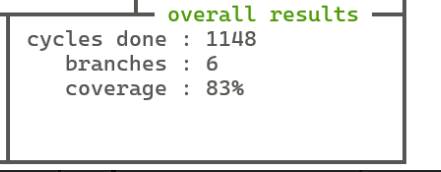 overall results
cycles done : 1148
branches : 6
coverage : 83%